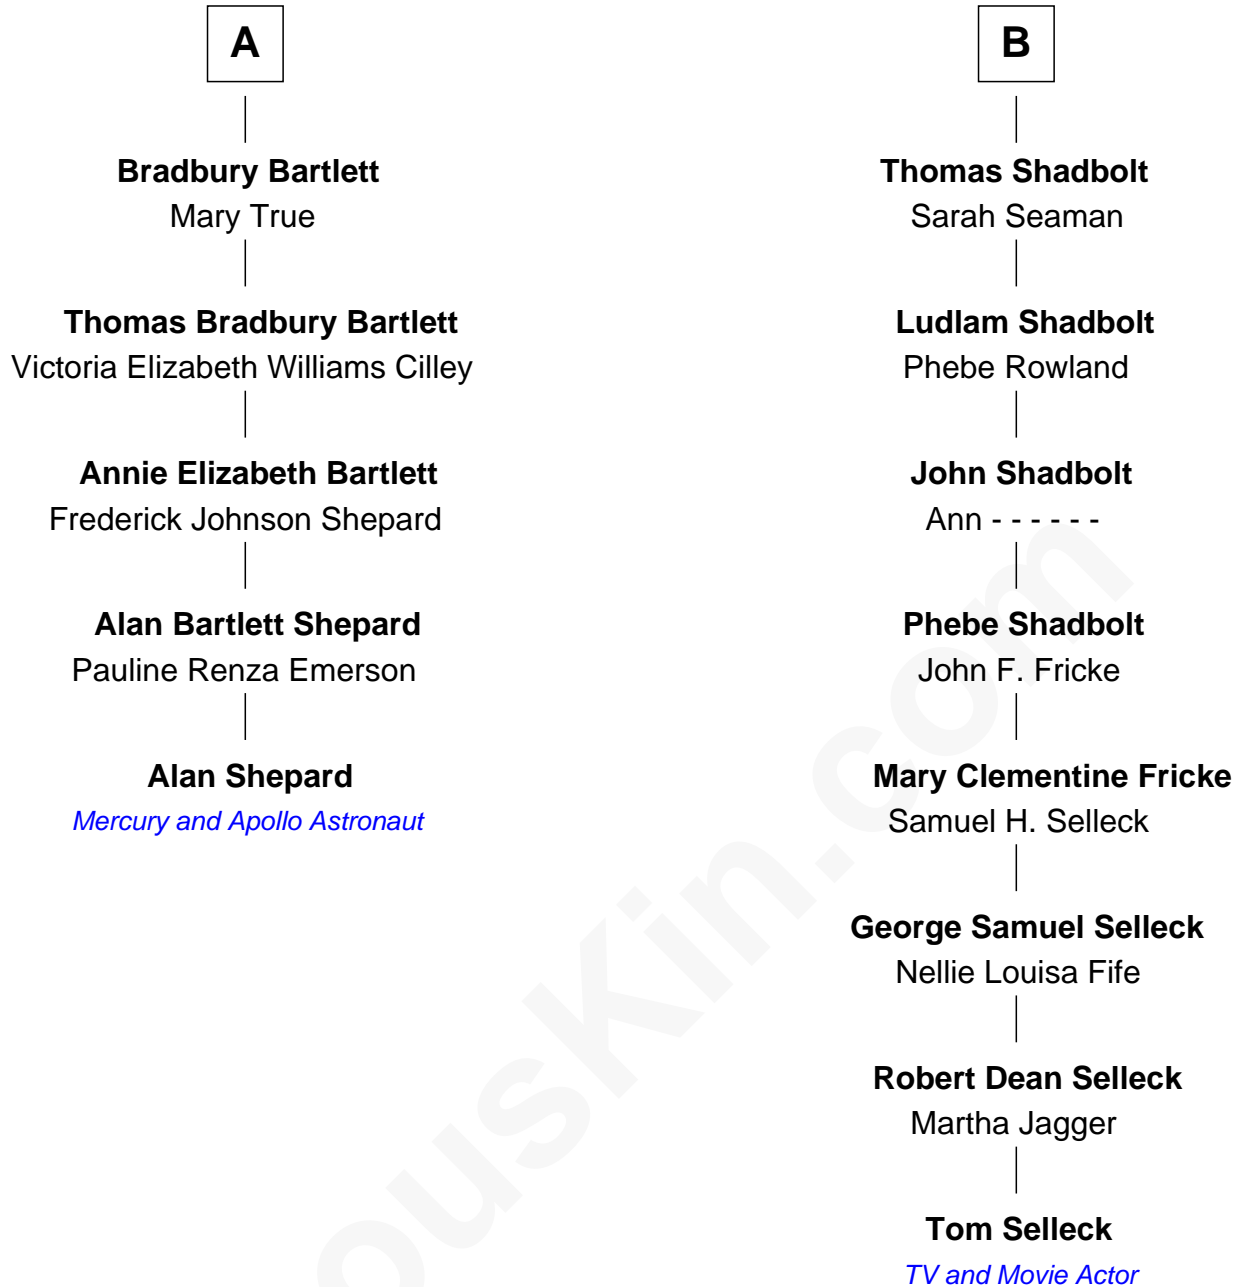 A
Bradbury Bartlett
Mary True
Thomas Bradbury Bartlett
Victoria Elizabeth Williams Cilley
Annie Elizabeth Bartlett
Frederick Johnson Shepard
Alan Bartlett Shepard
Pauline Renza Emerson
Alan Shepard
Mercury and Apollo Astronaut
B
Thomas Shadbolt
Sarah Seaman
Ludlam Shadbolt
Phebe Rowland
John Shadbolt
Ann - - - - - -
Phebe Shadbolt
John F. Fricke
Mary Clementine Fricke
Samuel H. Selleck
George Samuel Selleck
Nellie Louisa Fife
Robert Dean Selleck
Martha Jagger
Tom Selleck
TV and Movie Actor
ouskin.com